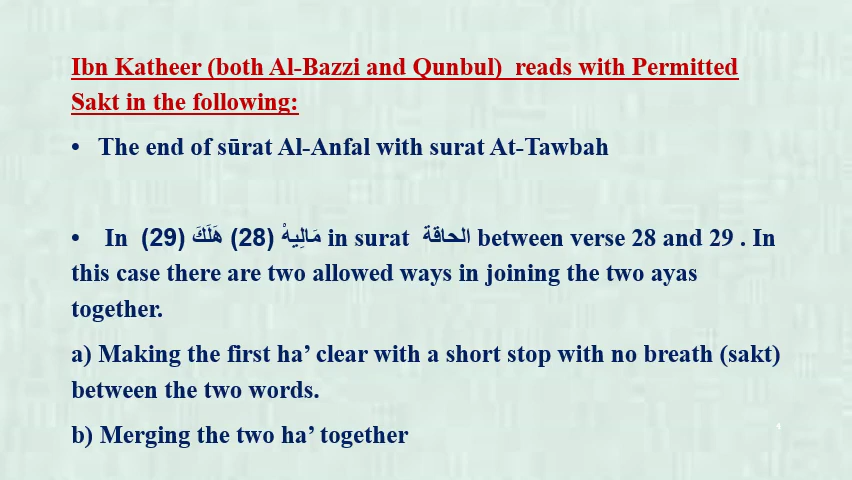 Ibn Katheer (both Al-Bazzi and Qunbul) reads with Permitted
Sakt in the following:
• The end of sūrat Al-Anfal with surat At-Tawbah
• In مَالِيهْ (28) هَلَكَ (29) in surat الحاقة between verse 28 and 29 . In
this case there are two allowed ways in joining the two ayas
together.
a) Making the first ha’ clear with a short stop with no breath (sakt)
between the two words.
b) Merging the two ha’ together
4